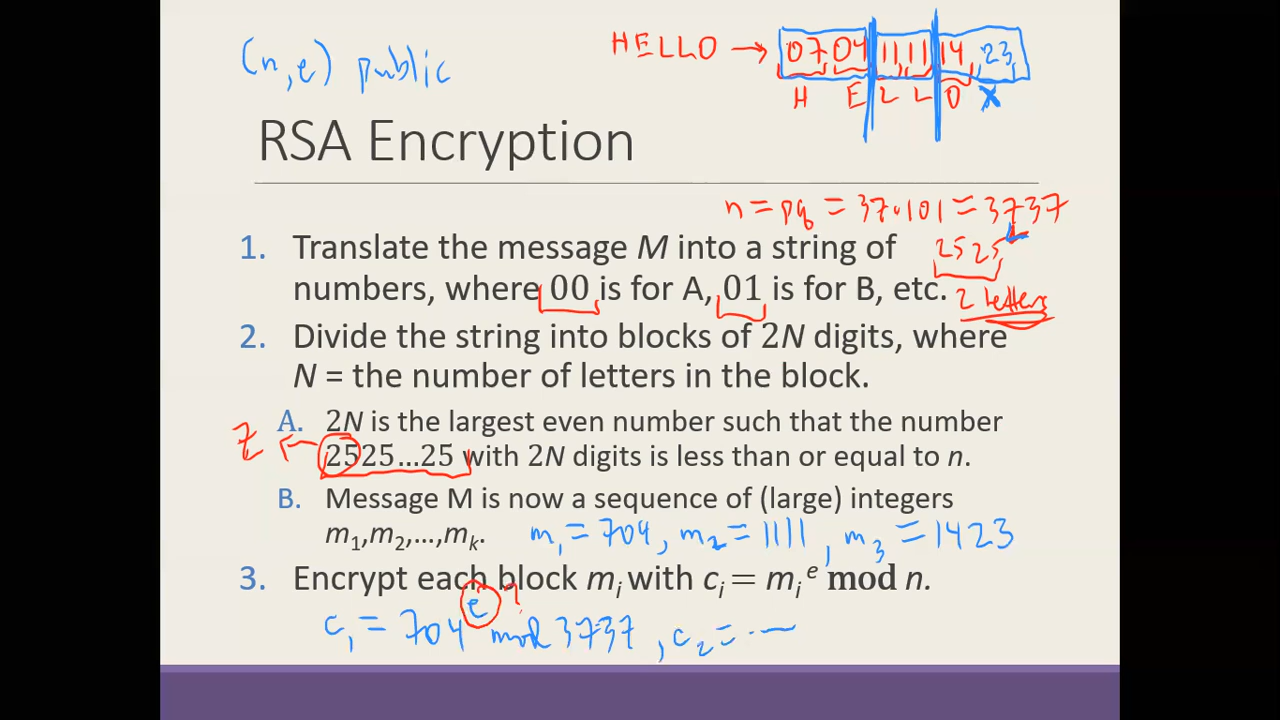 HELLO → 07 04 11 11 14 23
(n,e) public
H E L L O X
RSA Encryption
n = pq = 37·101 = 3737
1. Translate the message M into a string of
2525
numbers, where 00 is for A, 01 is for B, etc.
2 letters
2. Divide the string into blocks of 2N digits, where
N = the number of letters in the block.
A. 2N is the largest even number such that the number
Z ←
2525...25 with 2N digits is less than or equal to n.
B. Message M is now a sequence of (large) integers
m₁,m₂,...,mₖ. m₁ = 704, m₂ = 1111, m₃ = 1423
3. Encrypt each block mᵢ with cᵢ = mᵢᵉ mod n.
c₁ = 704ᵉ mod 3737, c₂ = ...
?